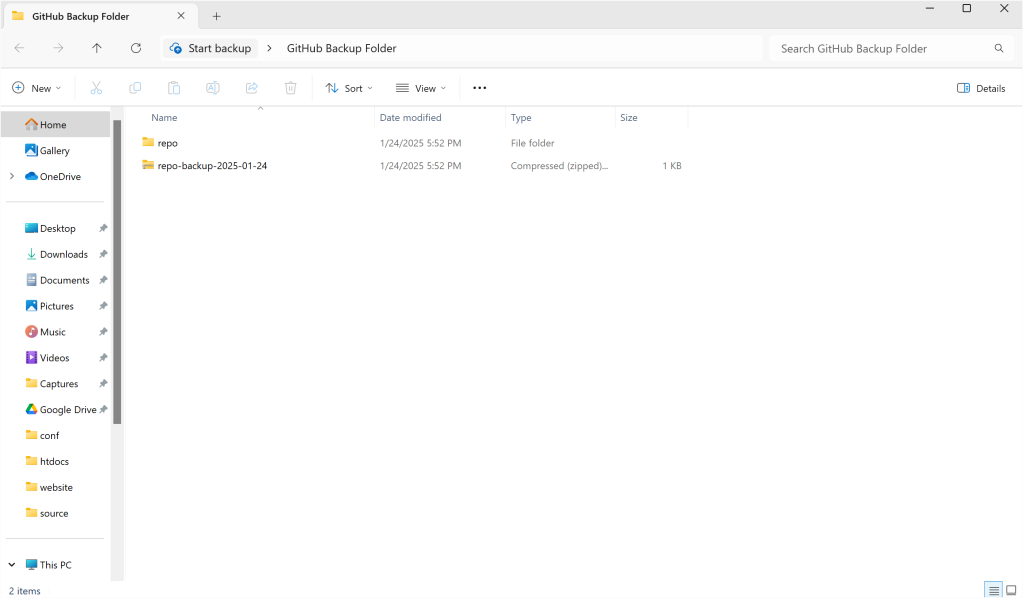 GitHub Backup Folder
Start backup > GitHub Backup Folder
Search GitHub Backup Folder
New
Sort
View
Details
Name Date modified Type Size
repo 1/24/2025 5:52 PM File folder
repo-backup-2025-01-24 1/24/2025 5:52 PM Compressed (zipped)... 1 KB
Home
Gallery
OneDrive
Desktop
Downloads
Documents
Pictures
Music
Videos
Captures
Google Drive
conf
htdocs
website
source
This PC
2 items